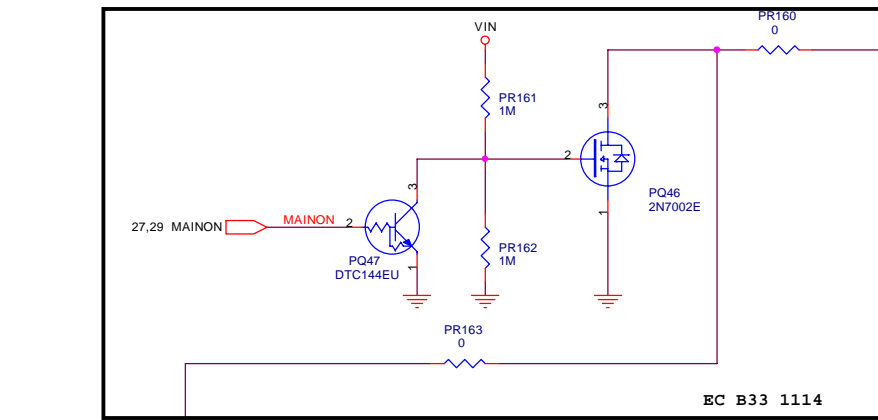 PR160
0
VIN
PR161
1M
3
3
2
PQ46
2N7002E
27,29 MAINON
MAINON
2
1
PQ47
DTC144EU
1
PR162
1M
PR163
0
EC B33 1114